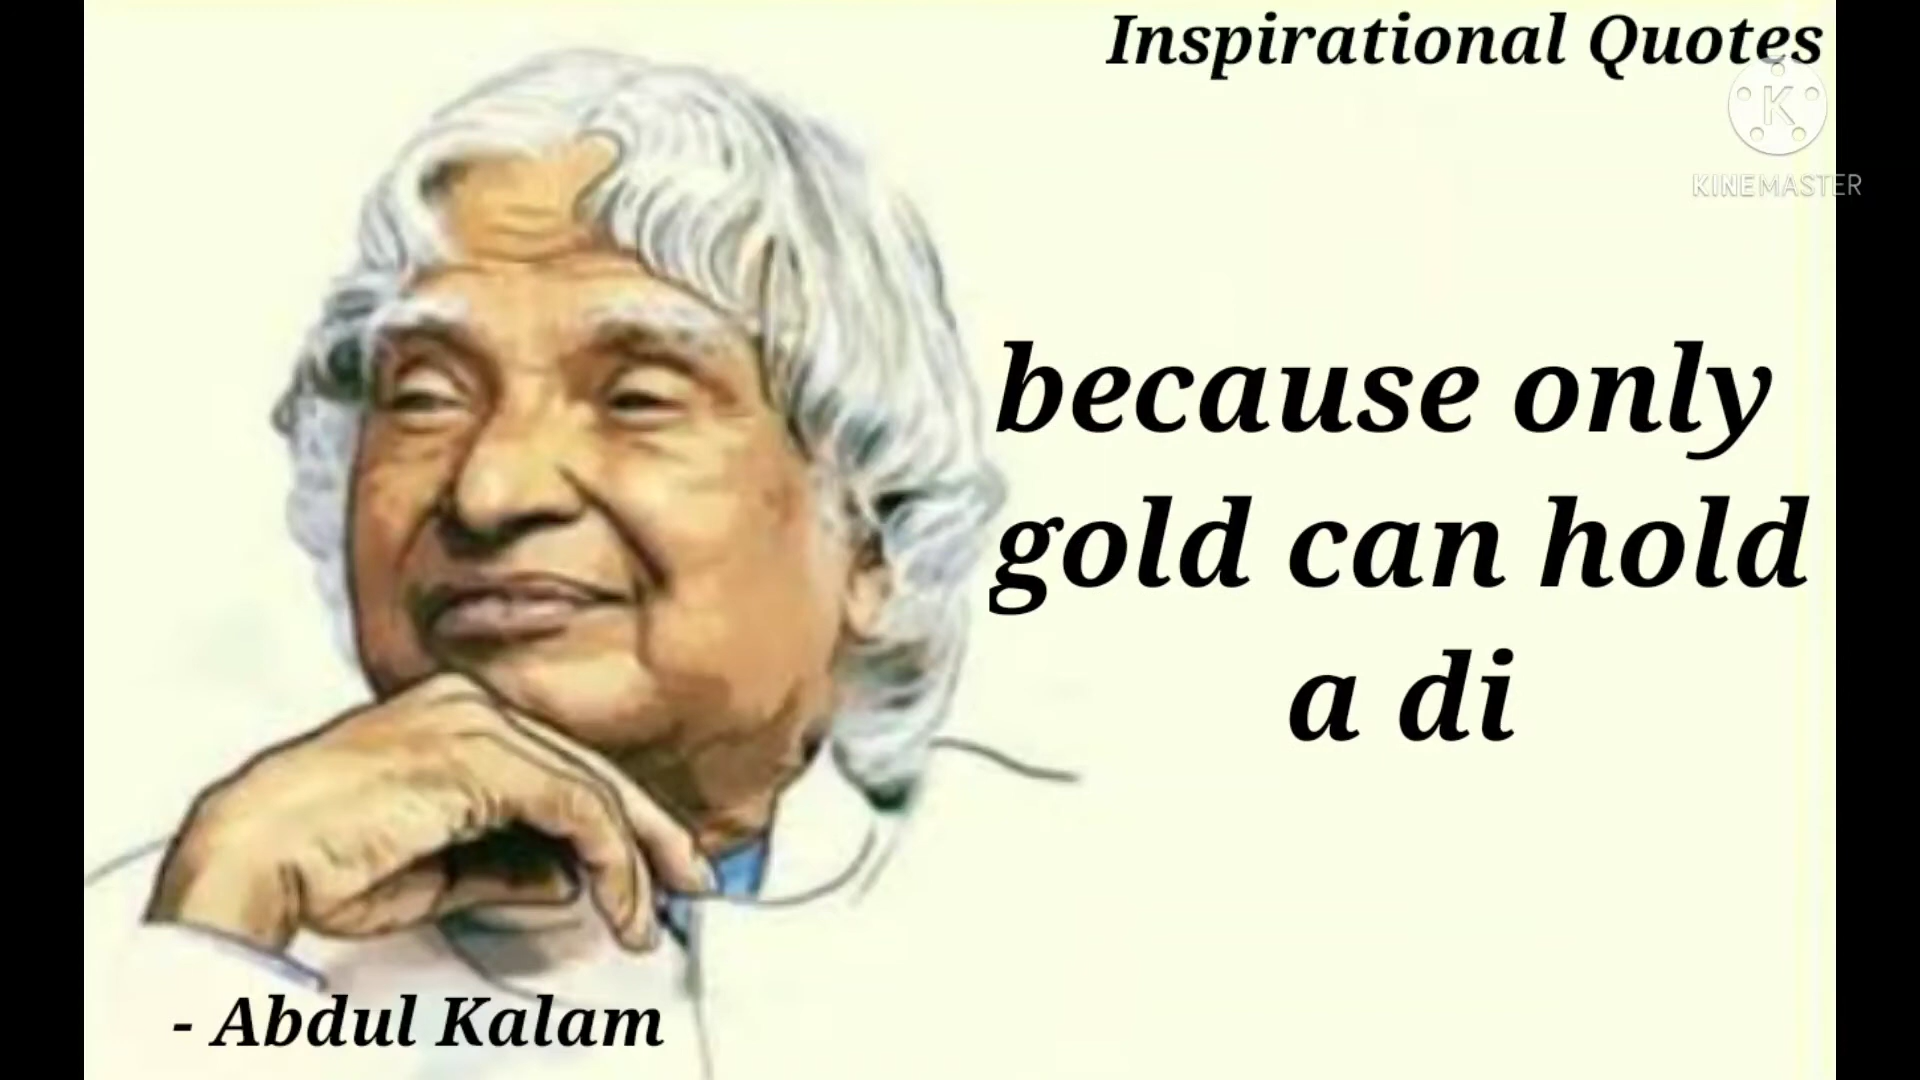 Inspirational Quotes
K
KINEMASTER
because only
gold can hold
a di
- Abdul Kalam